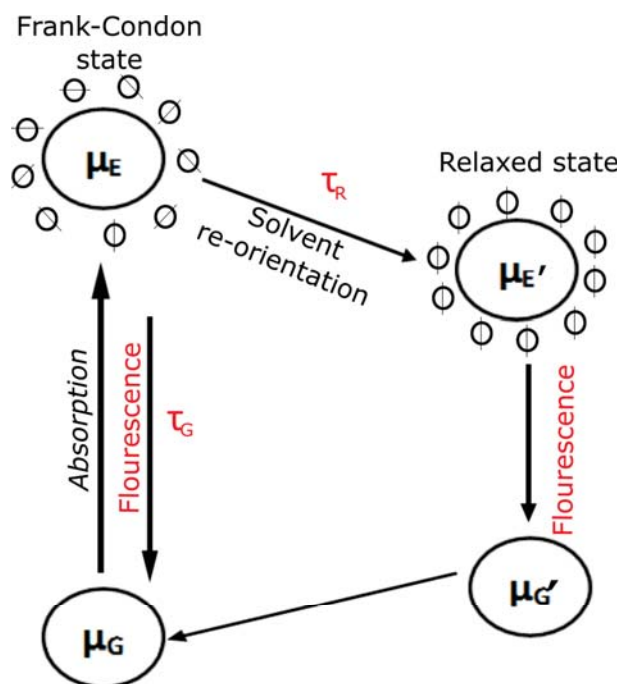 Frank-Condon
state
μE
Relaxed state
τR
Solvent
re-orientation
μE′
Absorption
Flourescence
τG
Flourescence
μG
μG′